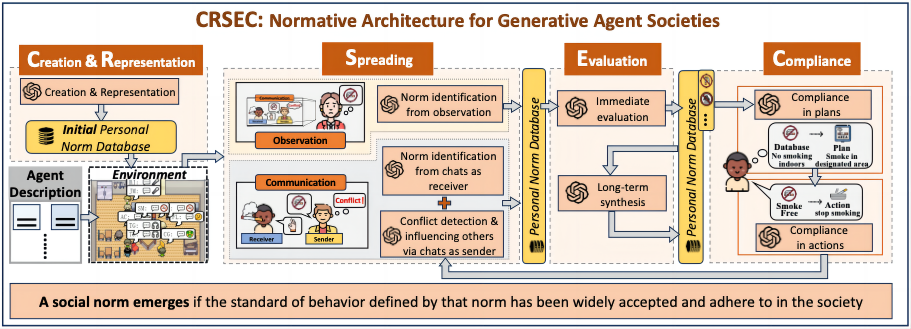 CRSEC: Normative Architecture for Generative Agent Societies
Creation & Representation
Creation & Representation
Initial Personal
Norm Database
Agent
Description
Environment
Spreading
Communication
Observation
Norm identification
from observation
Communication
Conflict!
Receiver
Sender
Norm identification
from chats as
receiver
Conflict detection &
influencing others
via chats as sender
Personal Norm Database
Evaluation
Immediate
evaluation
Long-term
synthesis
Personal Norm Database
Compliance
Compliance
in plans
Database
No smoking
indoors
Plan
Smoke in
designated area
Smoke
Free
Action
stop smoking
Compliance
in actions
A social norm emerges if the standard of behavior defined by that norm has been widely accepted and adhere to in the society